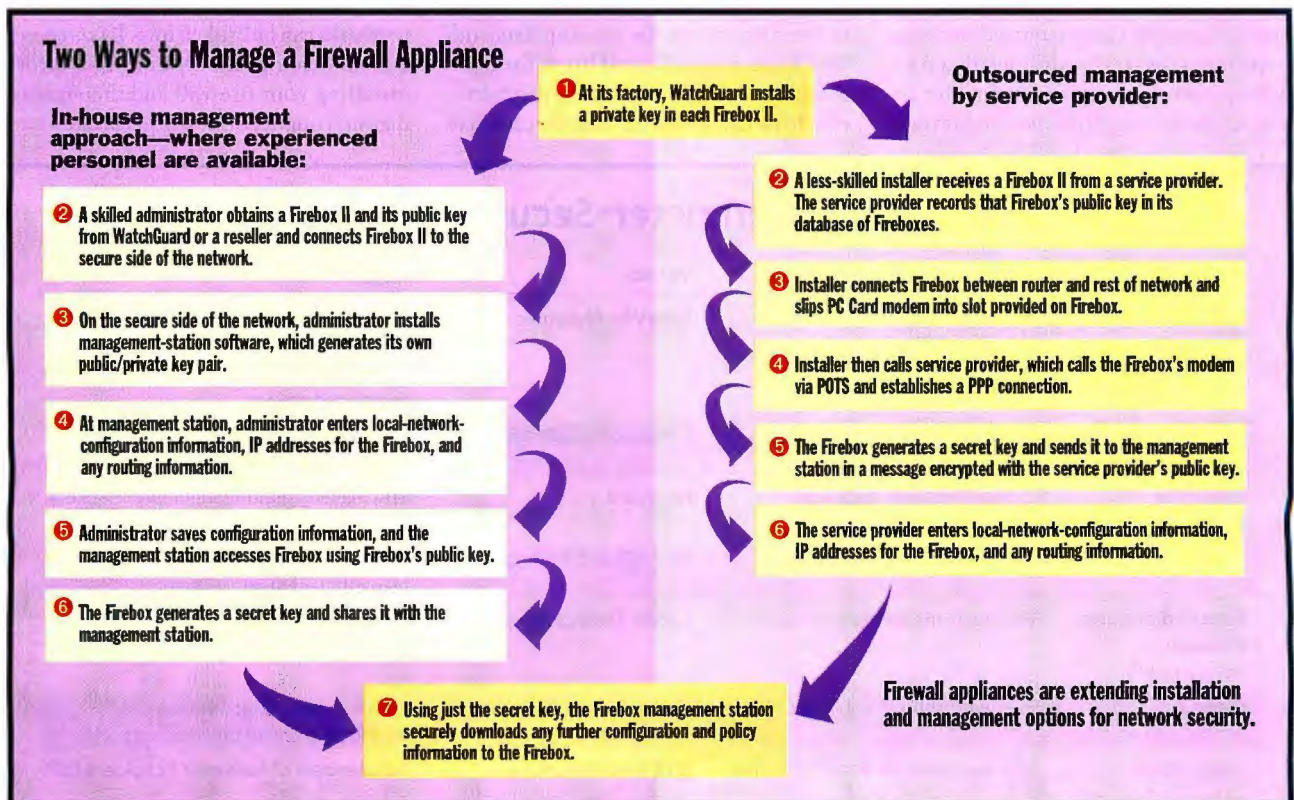 Two Ways to Manage a Firewall Appliance
In-house management
approach—where experienced
personnel are available:
❶ At its factory, WatchGuard installs
a private key in each Firebox II.
Outsourced management
by service provider:
❷ A skilled administrator obtains a Firebox II and its public key
from WatchGuard or a reseller and connects Firebox II to the
secure side of the network.
❸ On the secure side of the network, administrator installs
management-station software, which generates its own
public/private key pair.
❹ At management station, administrator enters local-network-
configuration information, IP addresses for the Firebox, and
any routing information.
❺ Administrator saves configuration information, and the
management station accesses Firebox using Firebox's public key.
❻ The Firebox generates a secret key and shares it with the
management station.
❷ A less-skilled installer receives a Firebox II from a service provider.
The service provider records that Firebox's public key in its
database of Fireboxes.
❸ Installer connects Firebox between router and rest of network and
slips PC Card modem into slot provided on Firebox.
❹ Installer then calls service provider, which calls the Firebox's modem
via POTS and establishes a PPP connection.
❺ The Firebox generates a secret key and sends it to the management
station in a message encrypted with the service provider's public key.
❻ The service provider enters local-network-configuration information,
IP addresses for the Firebox, and any routing information.
❼ Using just the secret key, the Firebox management station
securely downloads any further configuration and policy
information to the Firebox.
Firewall appliances are extending installation
and management options for network security.